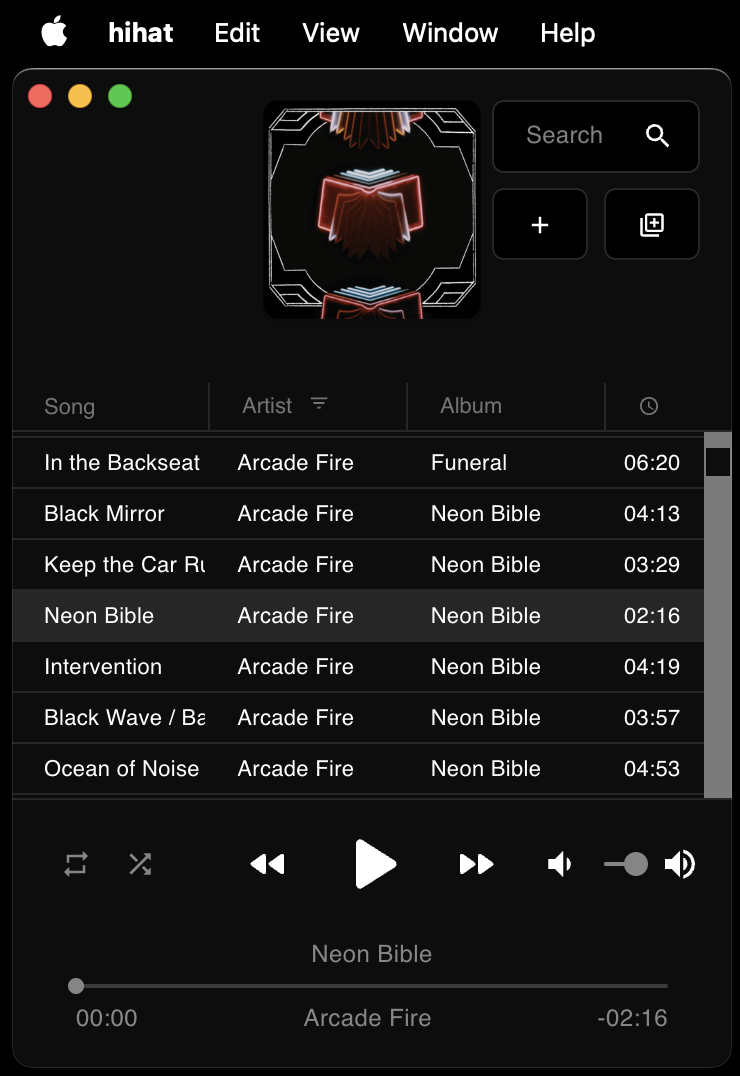 hihat Edit View Window Help
Search
Song Artist Album
In the Backseat Arcade Fire Funeral 06:20
Black Mirror Arcade Fire Neon Bible 04:13
Keep the Car Ru Arcade Fire Neon Bible 03:29
Neon Bible Arcade Fire Neon Bible 02:16
Intervention Arcade Fire Neon Bible 04:19
Black Wave / Ba Arcade Fire Neon Bible 03:57
Ocean of Noise Arcade Fire Neon Bible 04:53
Neon Bible
00:00 Arcade Fire -02:16